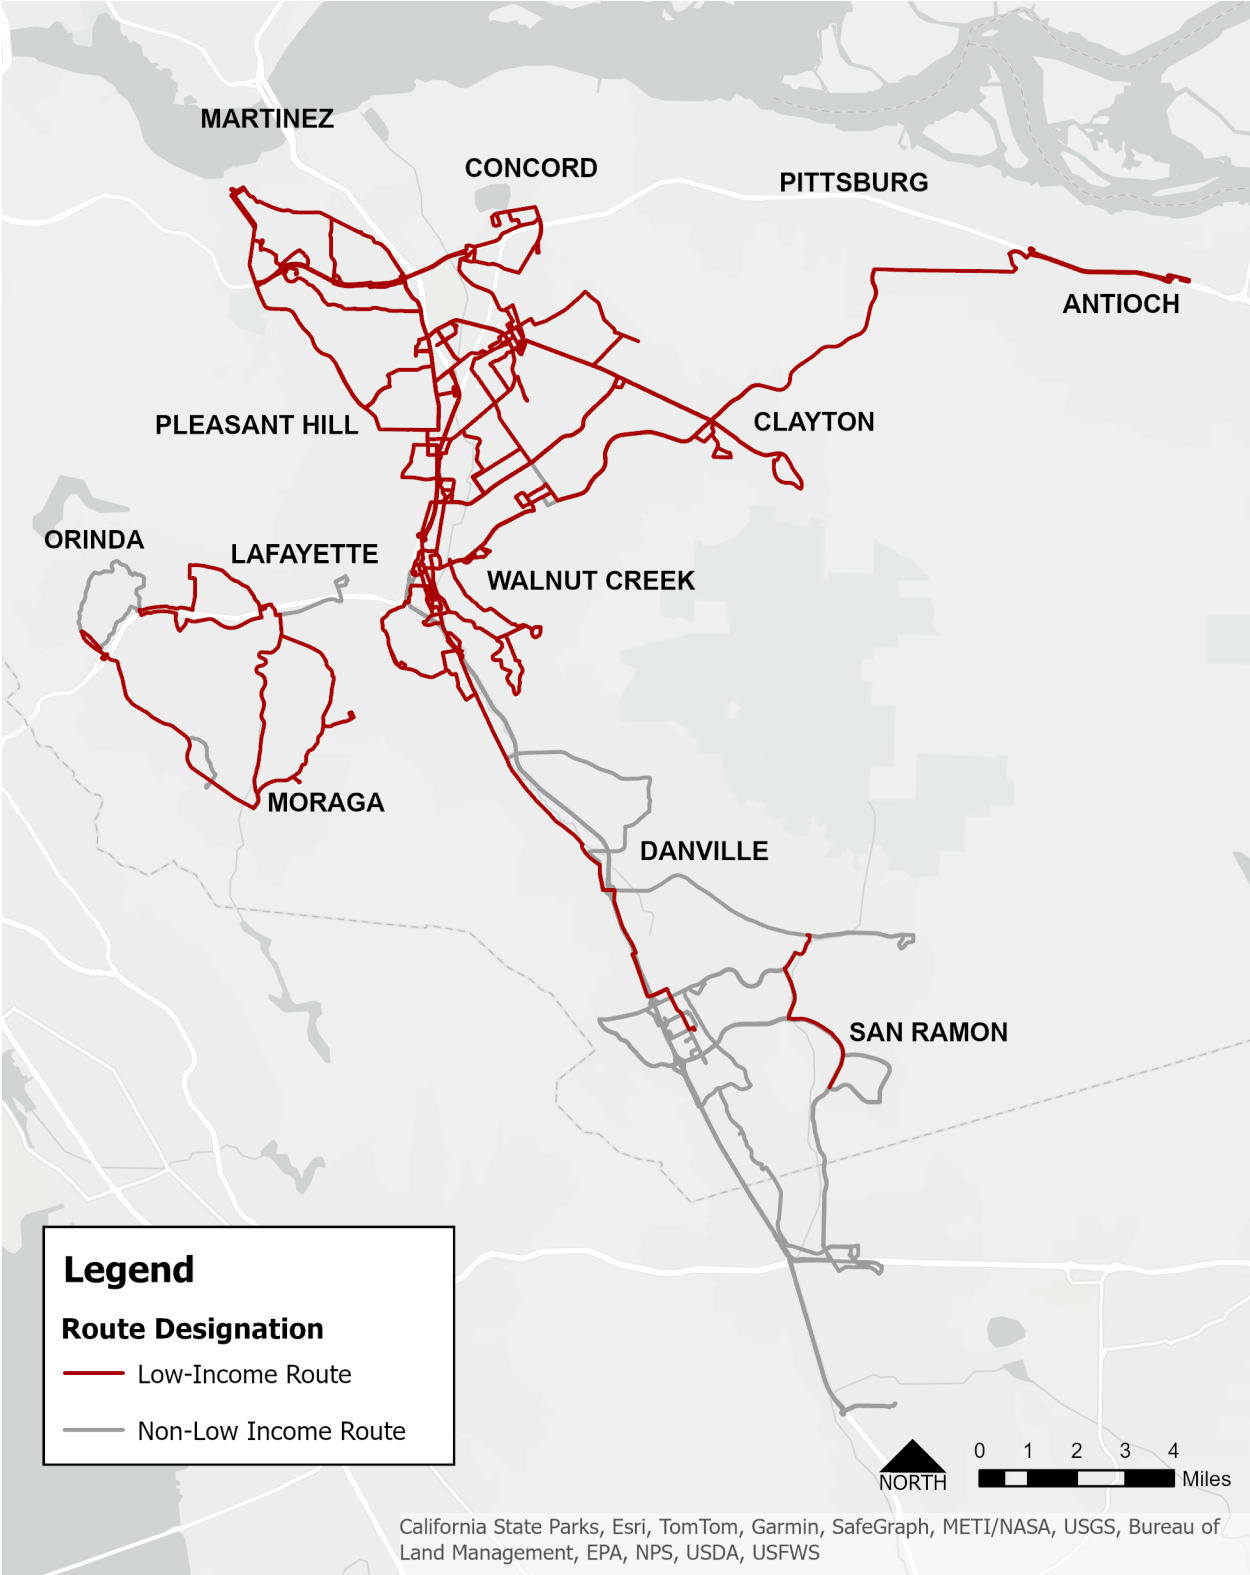 MARTINEZ
CONCORD
PITTSBURG
ANTIOCH
PLEASANT HILL
CLAYTON
ORINDA
LAFAYETTE
WALNUT CREEK
MORAGA
DANVILLE
SAN RAMON
Legend
Route Designation
Low-Income Route
Non-Low Income Route
NORTH
0 1 2 3 4
Miles
California State Parks, Esri, TomTom, Garmin, SafeGraph, METI/NASA, USGS, Bureau of
Land Management, EPA, NPS, USDA, USFWS